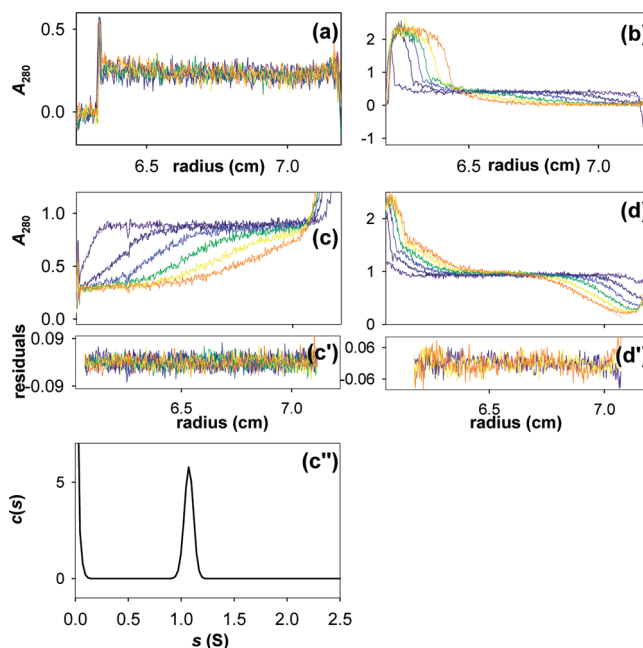 (a)
A280
0.5
0.0
6.5
7.0
radius (cm)
(b)
2
1
0
-1
6.5
7.0
radius (cm)
(c)
A280
1.0
0.5
0.0
(d)
2
1
0
residuals
0.09
-0.09
(c')
6.5
7.0
radius (cm)
0.06
-0.06
(d')
6.5
7.0
radius (cm)
(c'')
c(s)
5
0
0.0 0.5 1.0 1.5 2.0 2.5
s (S)